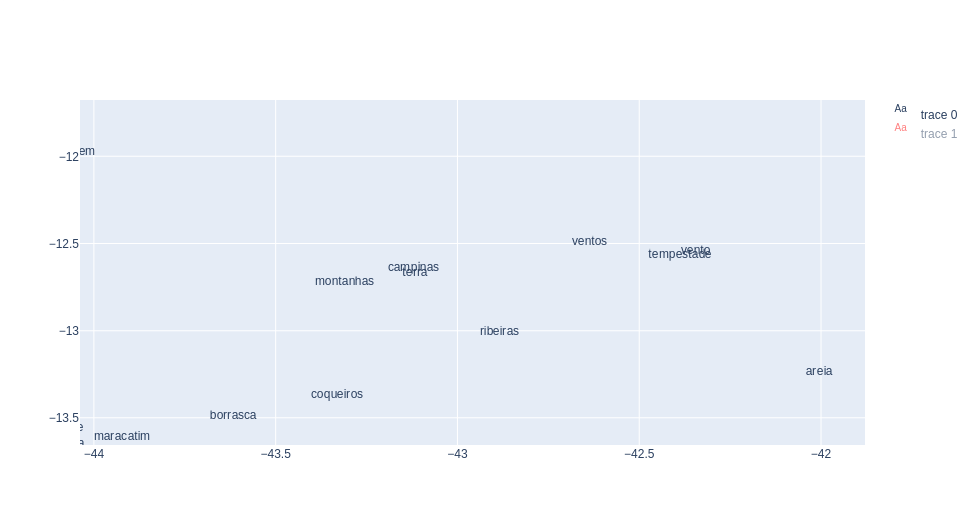 Aa trace 0
Aa trace 1
em
−12
ventos
−12.5
vento
tempestade
campinas
terra
montanhas
ribeiras
−13
areia
coqueiros
borrasca
−13.5
e
maracatim
a
−44 −43.5 −43 −42.5 −42